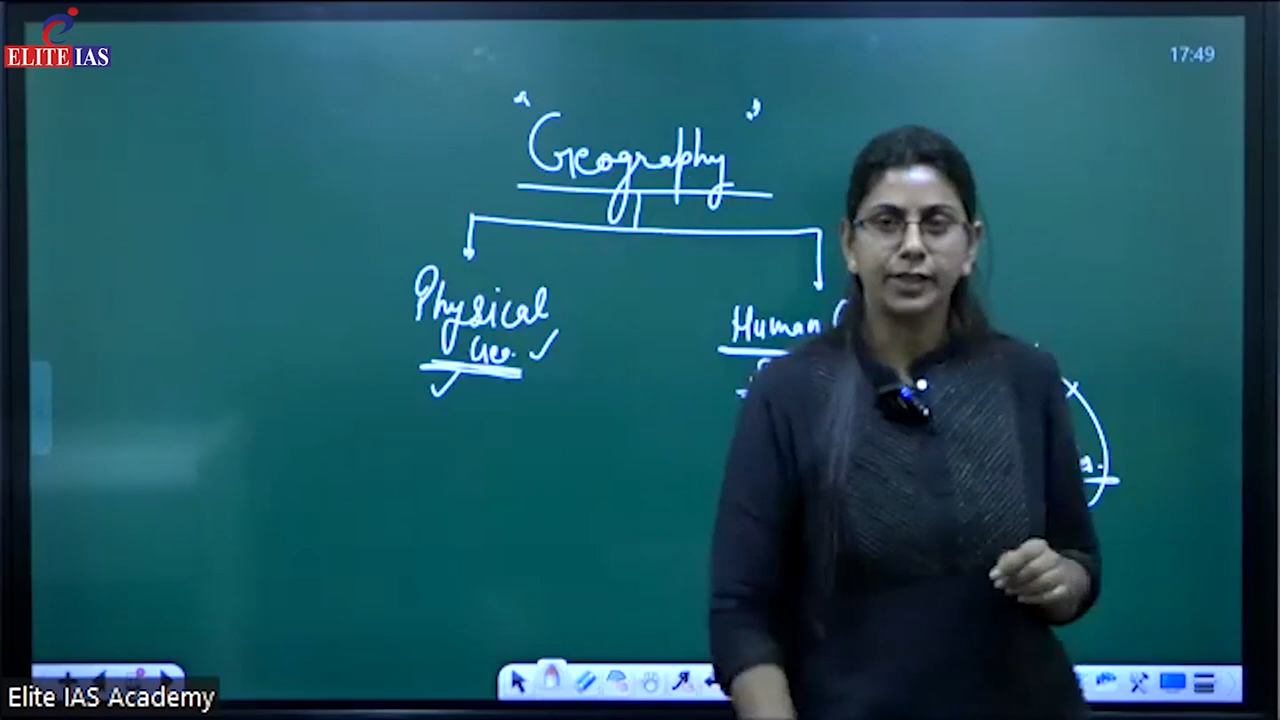 ELITE IAS
17:49
"Geography"
Physical
Geo.
Human
Elite IAS Academy